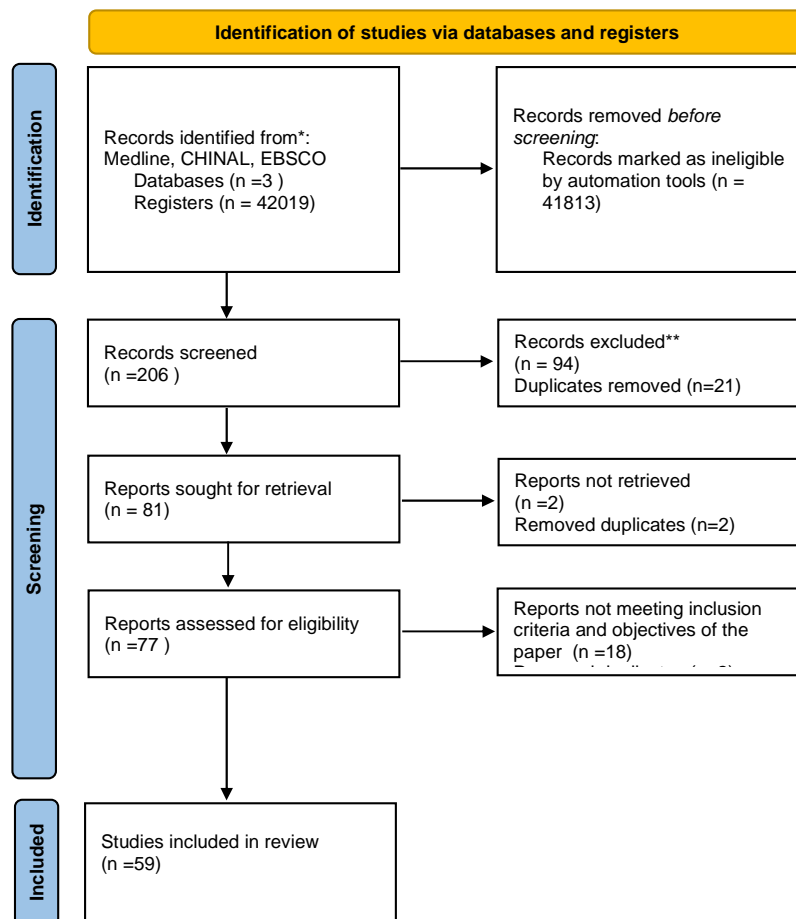 Identification of studies via databases and registers
Identification
Records identified from*:
Medline, CHINAL, EBSCO
Databases (n =3 )
Registers (n = 42019)
Records removed before
screening:
Records marked as ineligible
by automation tools (n =
41813)
Screening
Records screened
(n =206 )
Records excluded**
(n = 94)
Duplicates removed (n=21)
Reports sought for retrieval
(n = 81)
Reports not retrieved
(n =2)
Removed duplicates (n=2)
Reports assessed for eligibility
(n =77 )
Reports not meeting inclusion
criteria and objectives of the
paper  (n =18)
Included
Studies included in review
(n =59)